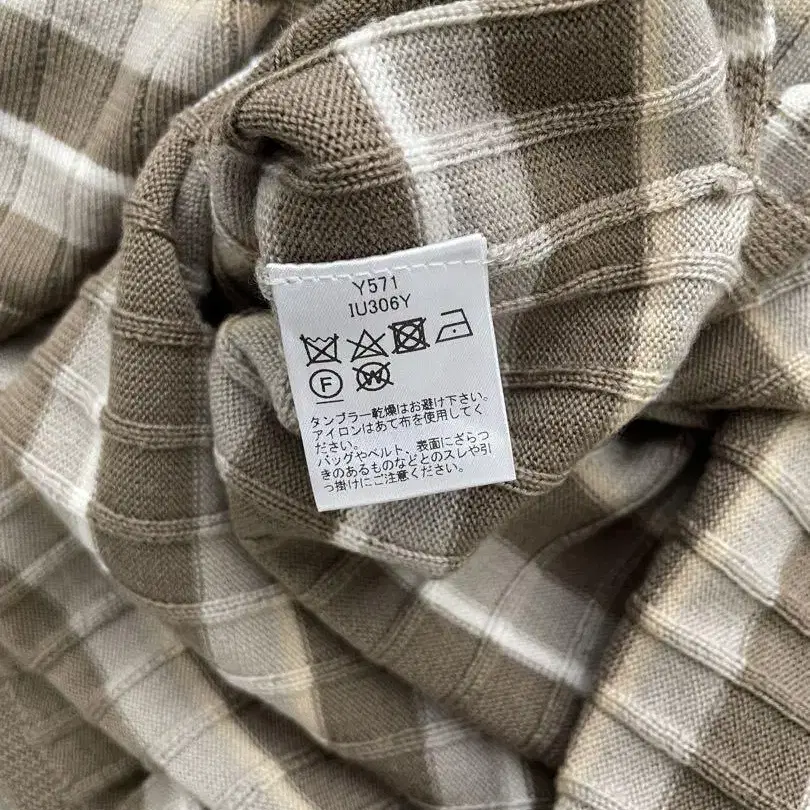 Y571
IU306Y
F
W
タンブラー乾燥はお避け下さい。
アイロンはあて布を使用してく
ださい。
バッグやベルト、表面にざらつ
きのあるものなどとのスレや引
っ掛けにご注意ください。